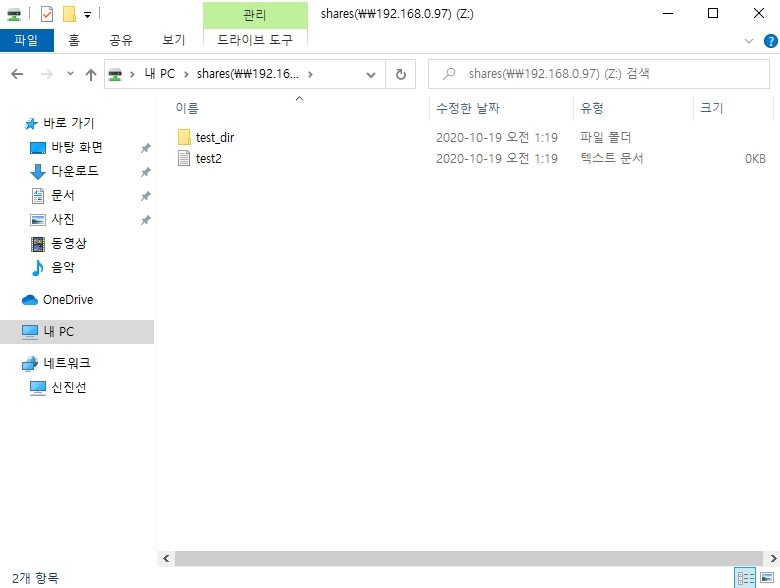 관리
shares(₩₩192.168.0.97) (Z:)
파일 홈 공유 보기 드라이브 도구
내 PC shares(₩₩192.16...
shares(₩₩192.168.0.97) (Z:) 검색
이름 수정한 날짜 유형 크기
바로 가기
바탕 화면
다운로드
문서
사진
동영상
음악
OneDrive
내 PC
네트워크
신진선
test_dir 2020-10-19 오전 1:19 파일 폴더
test2 2020-10-19 오전 1:19 텍스트 문서 0KB
2개 항목